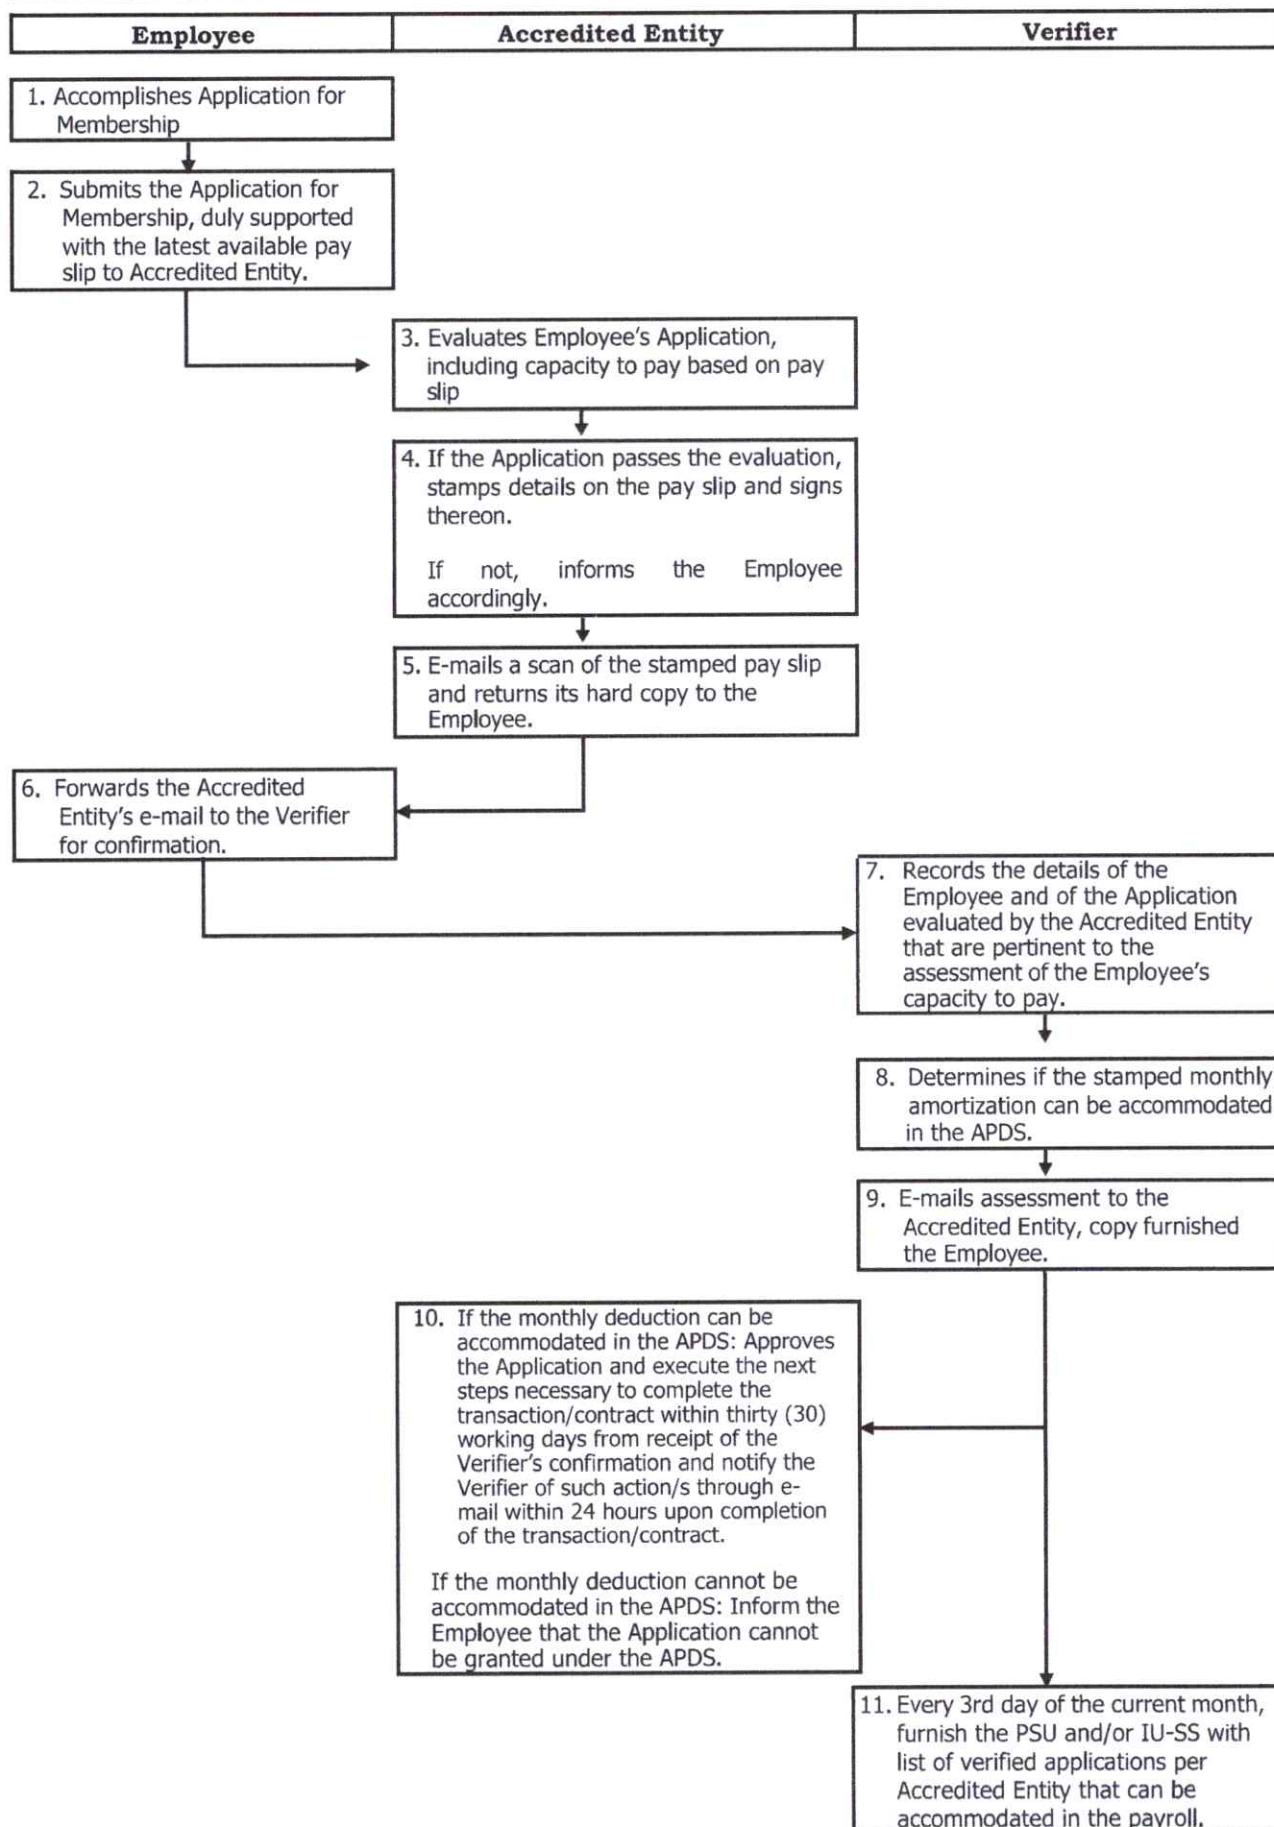 Employee
Accredited Entity
Verifier
1. Accomplishes Application for
Membership
2. Submits the Application for
Membership, duly supported
with the latest available pay
slip to Accredited Entity.
3. Evaluates Employee's Application,
including capacity to pay based on pay
slip
4. If the Application passes the evaluation,
stamps details on the pay slip and signs
thereon.
If not, informs the Employee
accordingly.
5. E-mails a scan of the stamped pay slip
and returns its hard copy to the
Employee.
6. Forwards the Accredited
Entity's e-mail to the Verifier
for confirmation.
7. Records the details of the
Employee and of the Application
evaluated by the Accredited Entity
that are pertinent to the
assessment of the Employee's
capacity to pay.
8. Determines if the stamped monthly
amortization can be accommodated
in the APDS.
9. E-mails assessment to the
Accredited Entity, copy furnished
the Employee.
10. If the monthly deduction can be
accommodated in the APDS: Approves
the Application and execute the next
steps necessary to complete the
transaction/contract within thirty (30)
working days from receipt of the
Verifier's confirmation and notify the
Verifier of such action/s through e-
mail within 24 hours upon completion
of the transaction/contract.
If the monthly deduction cannot be
accommodated in the APDS: Inform the
Employee that the Application cannot
be granted under the APDS.
11. Every 3rd day of the current month,
furnish the PSU and/or IU-SS with
list of verified applications per
Accredited Entity that can be
accommodated in the payroll.